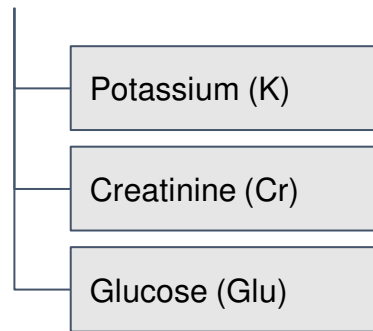 Potassium (K)
Creatinine (Cr)
Glucose (Glu)